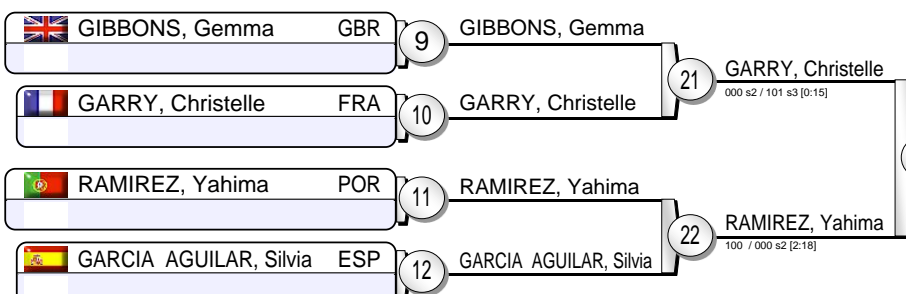 GIBBONS, Gemma GBR 9 GIBBONS, Gemma
21 GARRY, Christelle
000 s2 / 101 s3 [0:15]
GARRY, Christelle FRA 10 GARRY, Christelle
RAMIREZ, Yahima POR 11 RAMIREZ, Yahima
22 RAMIREZ, Yahima
100 / 000 s2 [2:18]
GARCIA AGUILAR, Silvia ESP 12 GARCIA AGUILAR, Silvia